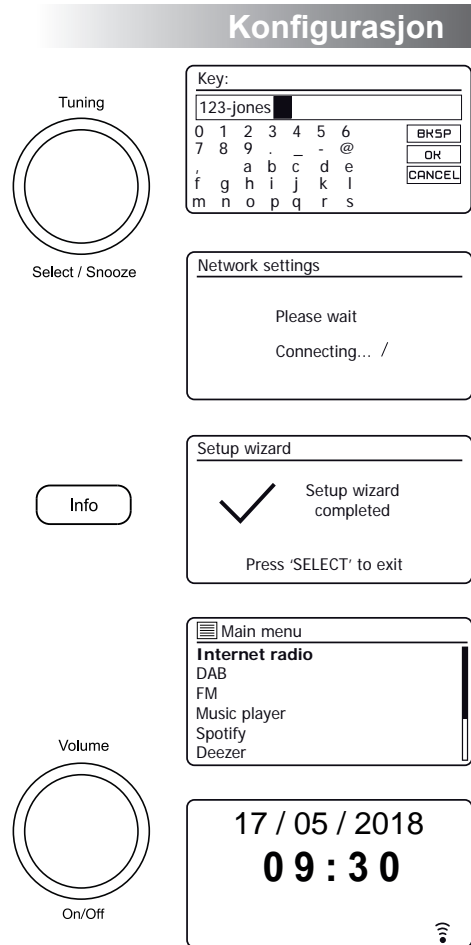 Konfigurasjon
Tuning
Select / Snooze
Key:
123-jones
0 1 2 3 4 5 6
7 8 9 . _ - @
, a b c d e
f g h i j k l
m n o p q r s
BKSP
OK
CANCEL
Network settings
Please wait
Connecting... /
Info
Setup wizard
Setup wizard
completed
Press ‘SELECT’ to exit
Main menu
Internet radio
DAB
FM
Music player
Spotify
Deezer
Volume
On/Off
17 / 05 / 2018
09:30